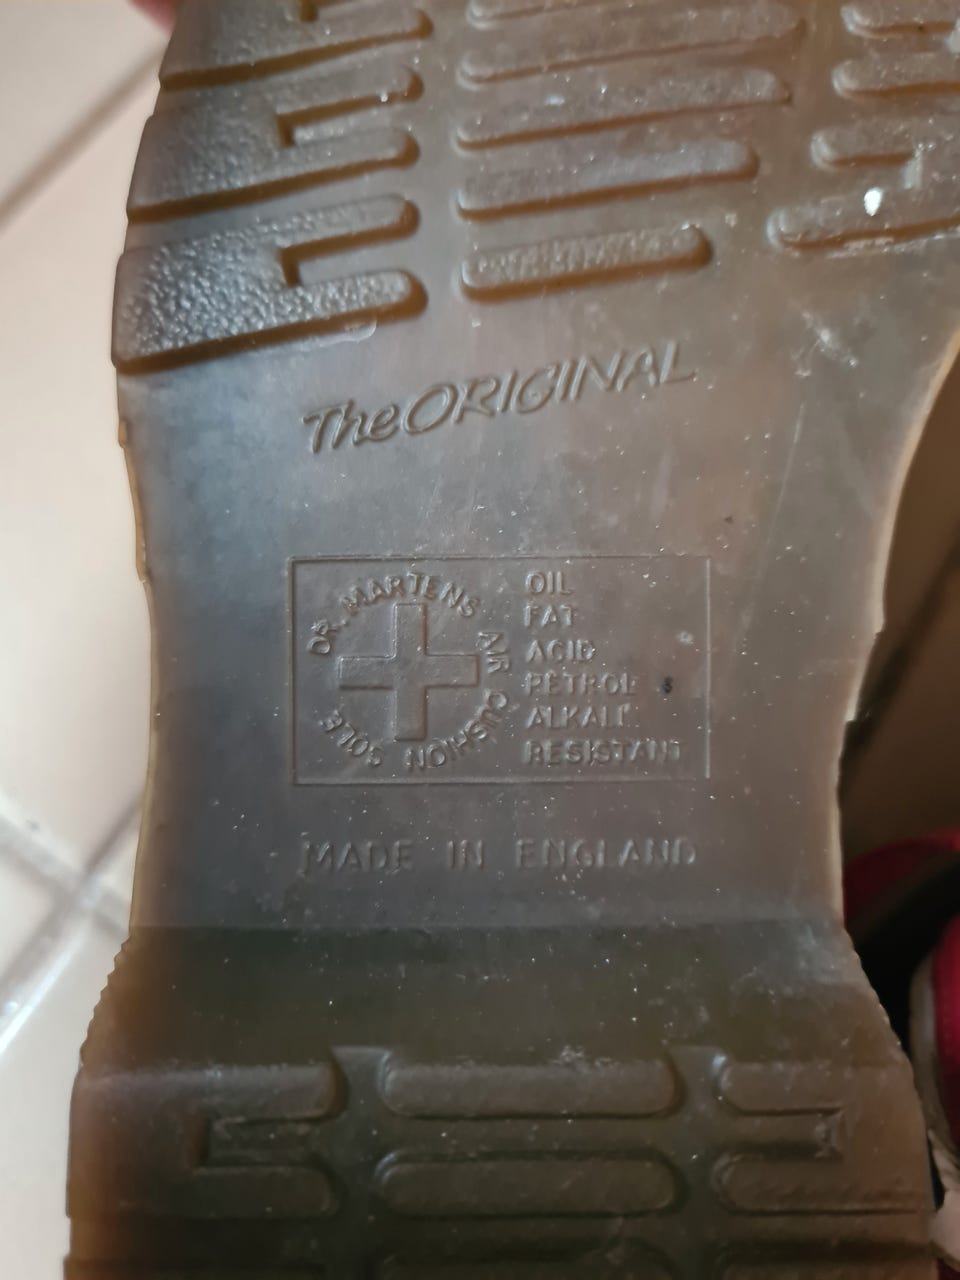 The ORIGINAL
DR. MARTENS AIR CUSHION SOLE
OIL
FAT
ACID
PETROL
ALKALI
RESISTANT
MADE IN ENGLAND